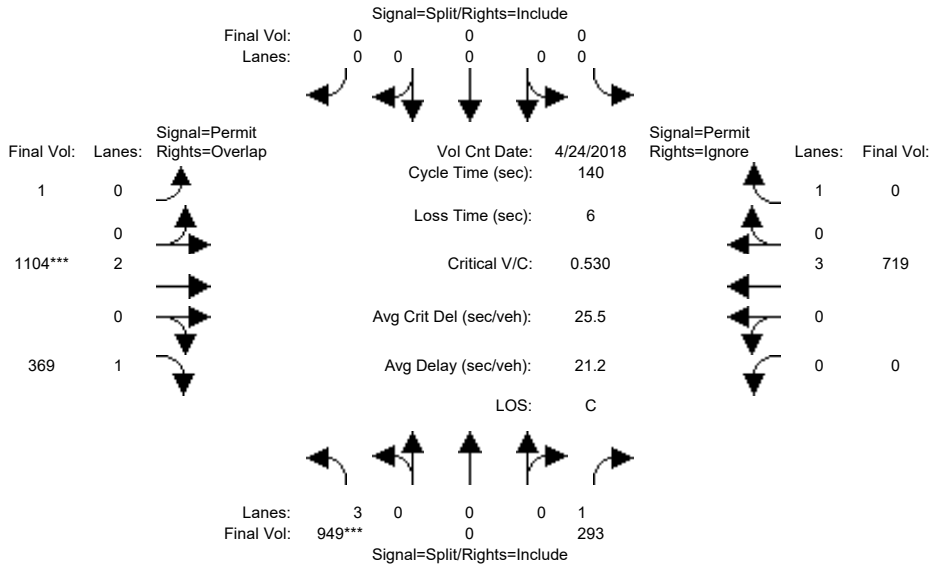 Signal=Split/Rights=Include
Final Vol: 0 0 0
Lanes: 0 0 0 0 0
Signal=Permit Signal=Permit
Final Vol: Lanes: Rights=Overlap Vol Cnt Date: 4/24/2018 Rights=Ignore Lanes: Final Vol:
Cycle Time (sec): 140
1 0 1 0
Loss Time (sec): 6
0 0
1104*** 2 Critical V/C: 0.530 3 719
0 Avg Crit Del (sec/veh): 25.5 0
369 1 Avg Delay (sec/veh): 21.2 0 0
LOS: C
Lanes: 3 0 0 0 1
Final Vol: 949*** 0 293
Signal=Split/Rights=Include